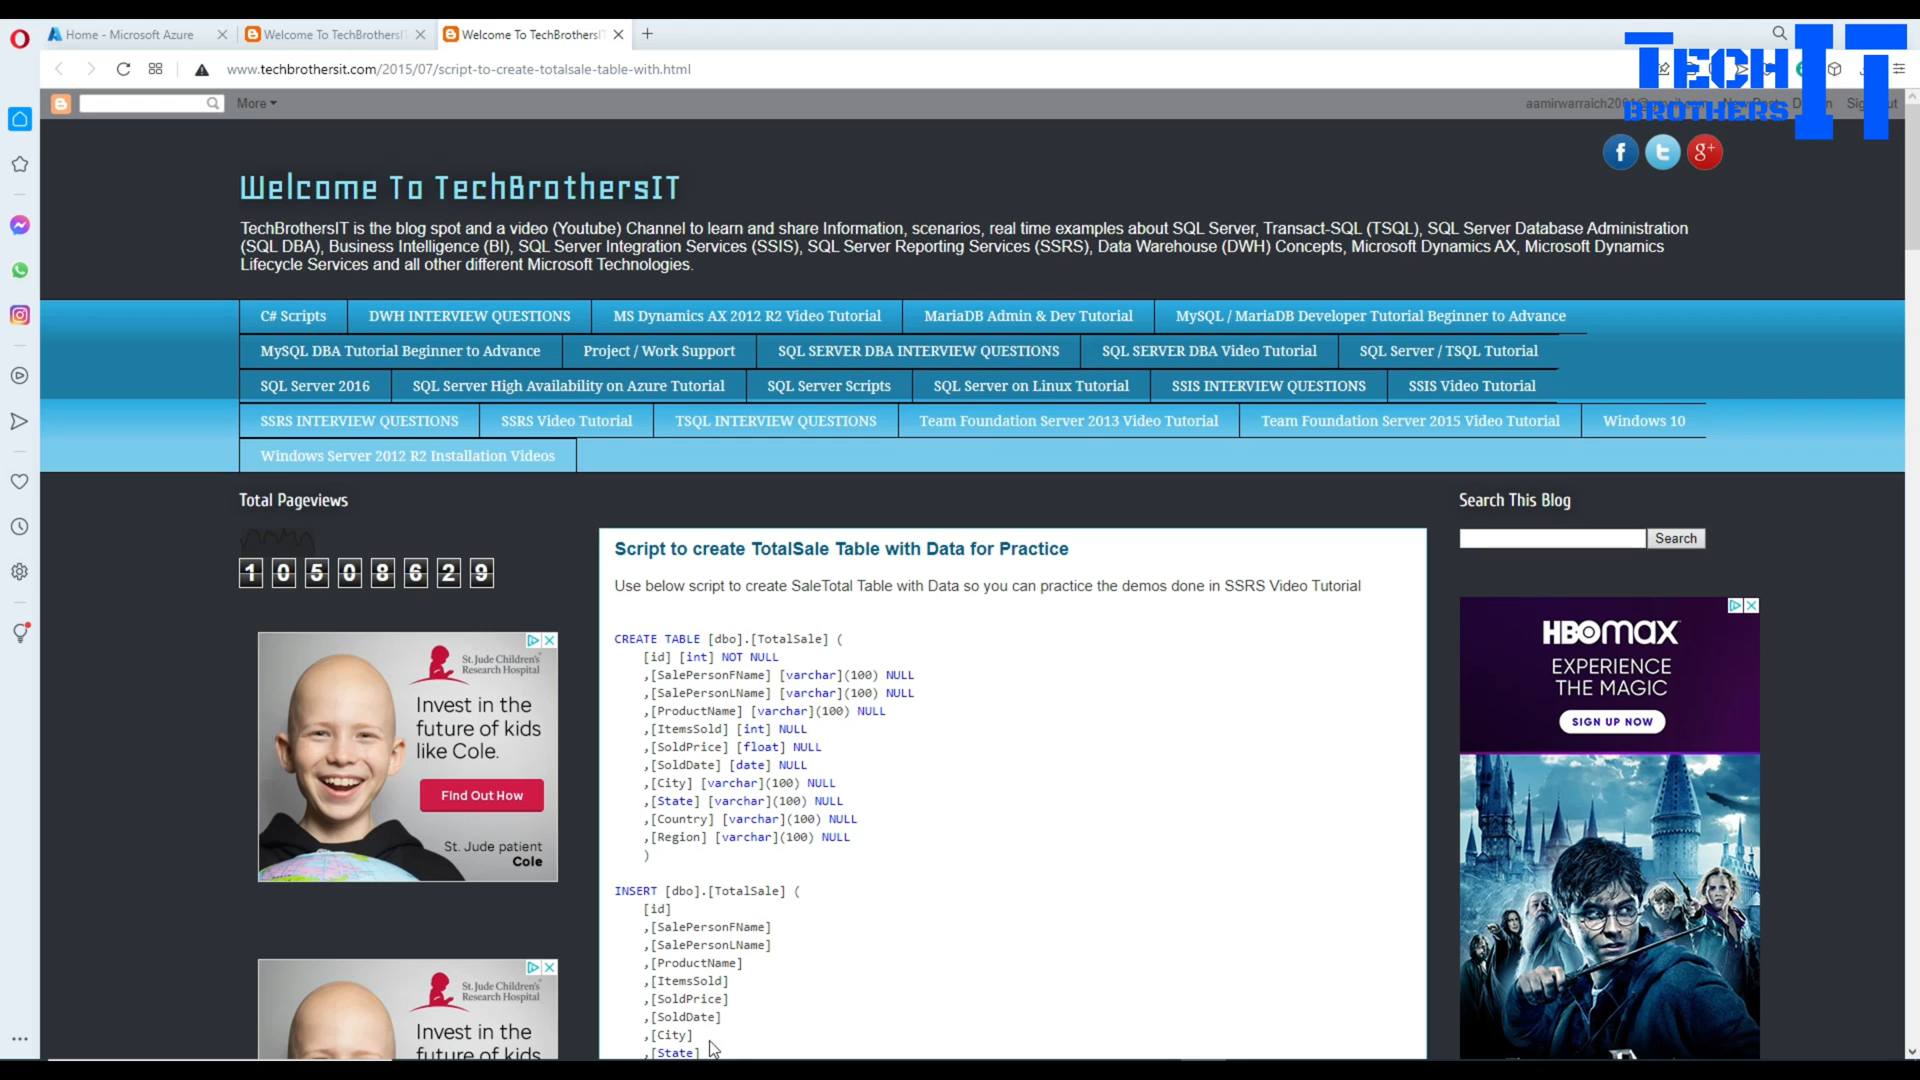 Home - Microsoft Azure
Welcome To TechBrothersI
Welcome To TechBrothersIT
www.techbrothersit.com/2015/07/script-to-create-totalsale-table-with.html
TECH IT
BROTHERS
More
Welcome To TechBrothersIT
TechBrothersIT is the blog spot and a video (Youtube) Channel to learn and share Information, scenarios, real time examples about SQL Server, Transact-SQL (TSQL), SQL Server Database Administration
(SQL DBA), Business Intelligence (BI), SQL Server Integration Services (SSIS), SQL Server Reporting Services (SSRS), Data Warehouse (DWH) Concepts, Microsoft Dynamics AX, Microsoft Dynamics
Lifecycle Services and all other different Microsoft Technologies.
C# Scripts
DWH INTERVIEW QUESTIONS
MS Dynamics AX 2012 R2 Video Tutorial
MariaDB Admin & Dev Tutorial
MySQL / MariaDB Developer Tutorial Beginner to Advance
MySQL DBA Tutorial Beginner to Advance
Project / Work Support
SQL SERVER DBA INTERVIEW QUESTIONS
SQL SERVER DBA Video Tutorial
SQL Server / TSQL Tutorial
SQL Server 2016
SQL Server High Availability on Azure Tutorial
SQL Server Scripts
SQL Server on Linux Tutorial
SSIS INTERVIEW QUESTIONS
SSIS Video Tutorial
SSRS INTERVIEW QUESTIONS
SSRS Video Tutorial
TSQL INTERVIEW QUESTIONS
Team Foundation Server 2013 Video Tutorial
Team Foundation Server 2015 Video Tutorial
Windows 10
Windows Server 2012 R2 Installation Videos
Total Pageviews
10508629
St. Jude Children's
Research Hospital
Invest in the
future of kids
like Cole.
Find Out How
St. Jude patient
Cole
St. Jude Children's
Research Hospital
Invest in the
future of kids
Script to create TotalSale Table with Data for Practice
Use below script to create SaleTotal Table with Data so you can practice the demos done in SSRS Video Tutorial
CREATE TABLE [dbo].[TotalSale] (
[id] [int] NOT NULL
,[SalePersonFName] [varchar](100) NULL
,[SalePersonLName] [varchar](100) NULL
,[ProductName] [varchar](100) NULL
,[ItemsSold] [int] NULL
,[SoldPrice] [float] NULL
,[SoldDate] [date] NULL
,[City] [varchar](100) NULL
,[State] [varchar](100) NULL
,[Country] [varchar](100) NULL
,[Region] [varchar](100) NULL
)
INSERT [dbo].[TotalSale] (
[id]
,[SalePersonFName]
,[SalePersonLName]
,[ProductName]
,[ItemsSold]
,[SoldPrice]
,[SoldDate]
,[City]
,[State]
Search This Blog
Search
HBOMAX
EXPERIENCE
THE MAGIC
SIGN UP NOW